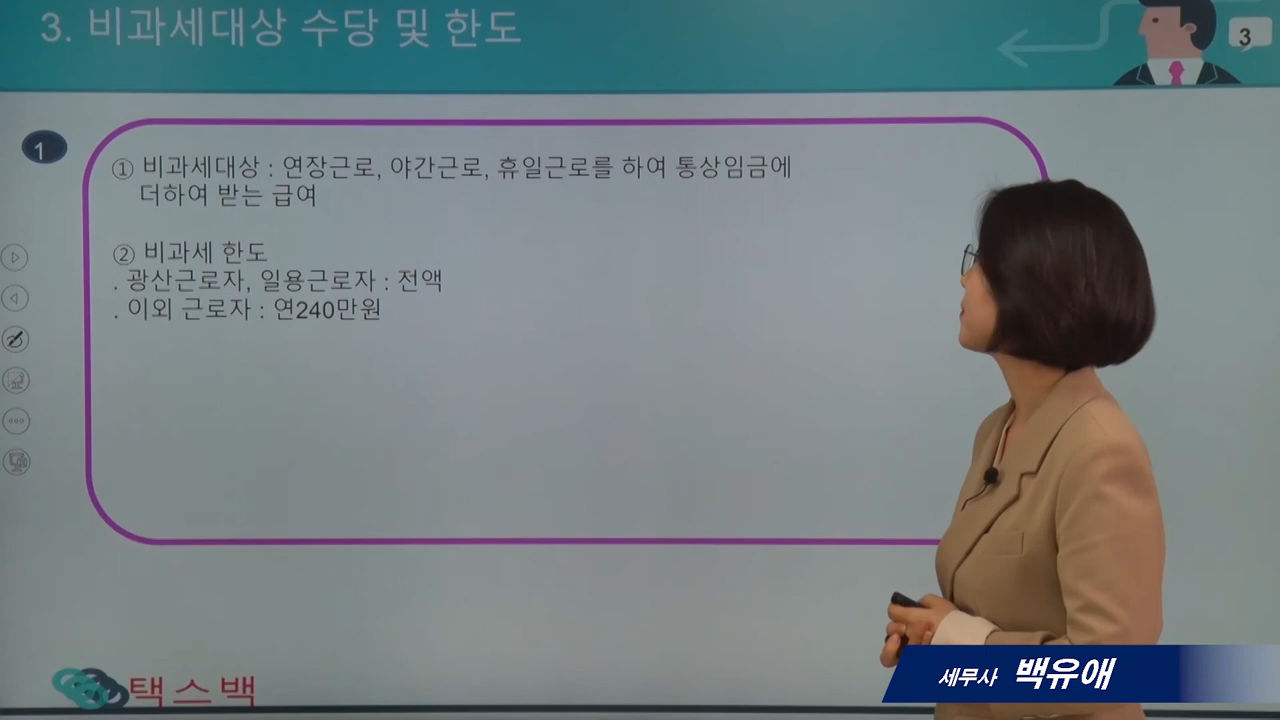 3. 비과세대상 수당 및 한도
3
1
① 비과세대상 : 연장근로, 야간근로, 휴일근로를 하여 통상임금에
더하여 받는 급여
② 비과세 한도
. 광산근로자, 일용근로자 : 전액
. 이외 근로자 : 연240만원
택스백
세무사 백유애